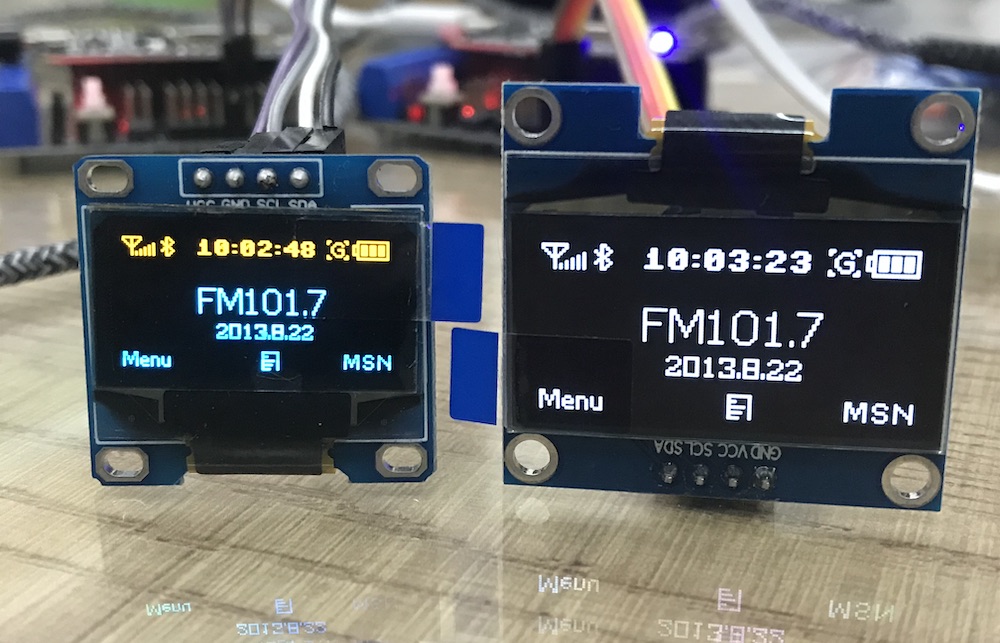 VCC GND SCL SDA
10:02:48 G
FM101.7
2013.8.22
Menu MSN
10:03:23 G
FM101.7
2013.8.22
Menu MSN
GND VCC SCL SDA